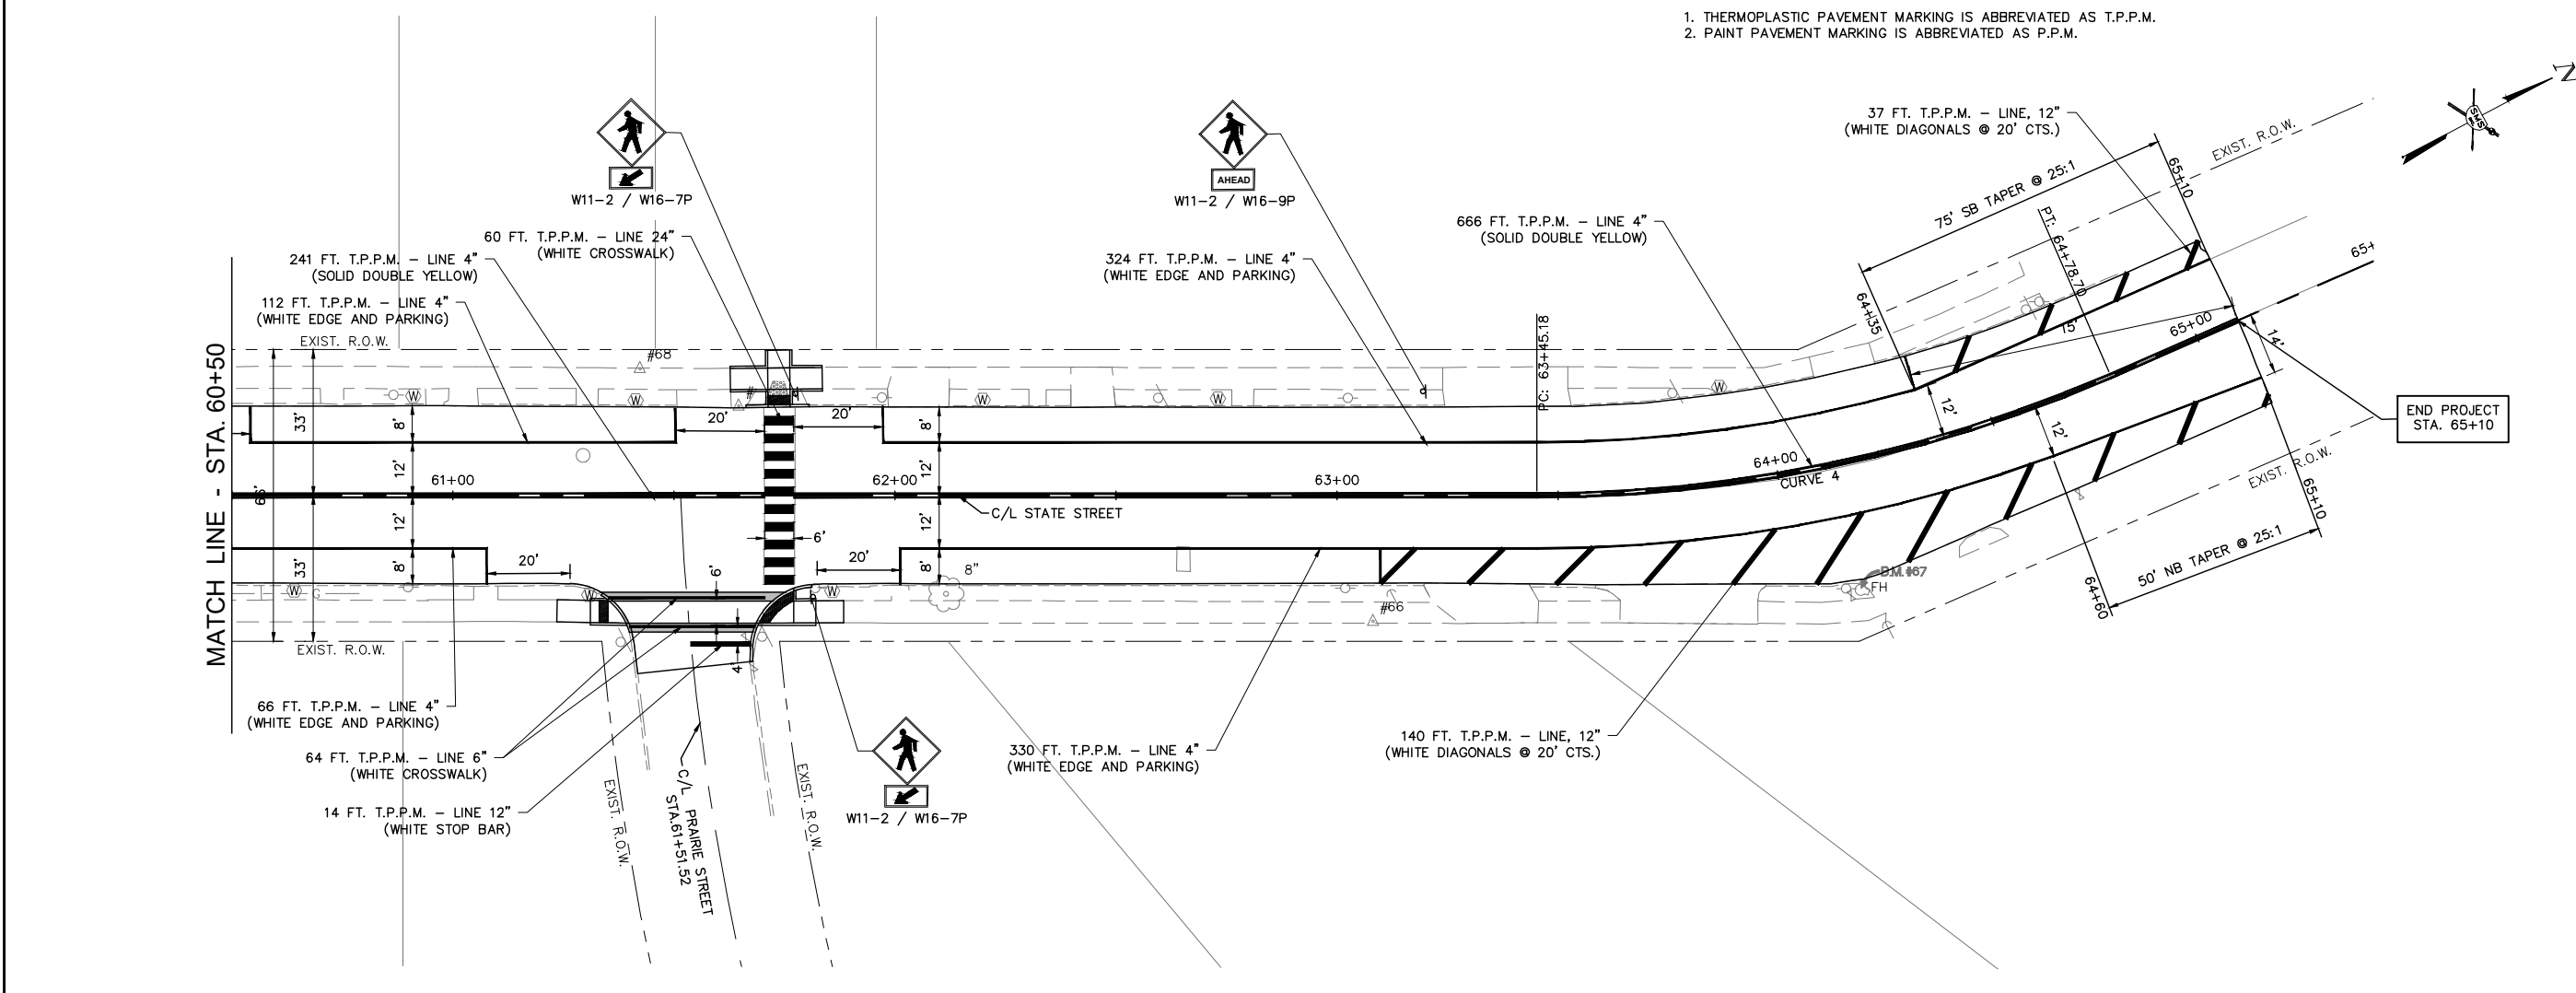 1. THERMOPLASTIC PAVEMENT MARKING IS ABBREVIATED AS T.P.P.M.
2. PAINT PAVEMENT MARKING IS ABBREVIATED AS P.P.M.
N
SMS
W11-2 / W16-7P
AHEAD
W11-2 / W16-9P
37 FT. T.P.P.M. - LINE, 12"
(WHITE DIAGONALS @ 20' CTS.)
EXIST. R.O.W.
75' SB TAPER @ 25:1
65+10
PT: 64+78.70
64+35
60 FT. T.P.P.M. - LINE 24"
(WHITE CROSSWALK)
241 FT. T.P.P.M. - LINE 4"
(SOLID DOUBLE YELLOW)
112 FT. T.P.P.M. - LINE 4"
(WHITE EDGE AND PARKING)
324 FT. T.P.P.M. - LINE 4"
(WHITE EDGE AND PARKING)
666 FT. T.P.P.M. - LINE 4"
(SOLID DOUBLE YELLOW)
65+
65+00
15'
14'
EXIST. R.O.W.
#68
#
PC: 63+45.18
MATCH LINE - STA. 60+50
66'
33'
33'
8'
12'
12'
8'
20'
20'
8'
12'
12'
8'
W
W
W
W
W
12'
12'
END PROJECT
STA. 65+10
61+00
62+00
63+00
64+00
CURVE 4
C/L STATE STREET
6'
20'
20'
6'
4'
8"
W
G
W
W
#66
B.M. #67
FH
EXIST. R.O.W.
65+10
50' NB TAPER @ 25:1
64+60
EXIST. R.O.W.
66 FT. T.P.P.M. - LINE 4"
(WHITE EDGE AND PARKING)
64 FT. T.P.P.M. - LINE 6"
(WHITE CROSSWALK)
14 FT. T.P.P.M. - LINE 12"
(WHITE STOP BAR)
EXIST. R.O.W.
C/L PRAIRIE STREET
STA.61+51.52
EXIST. R.O.W.
W11-2 / W16-7P
330 FT. T.P.P.M. - LINE 4"
(WHITE EDGE AND PARKING)
140 FT. T.P.P.M. - LINE, 12"
(WHITE DIAGONALS @ 20' CTS.)